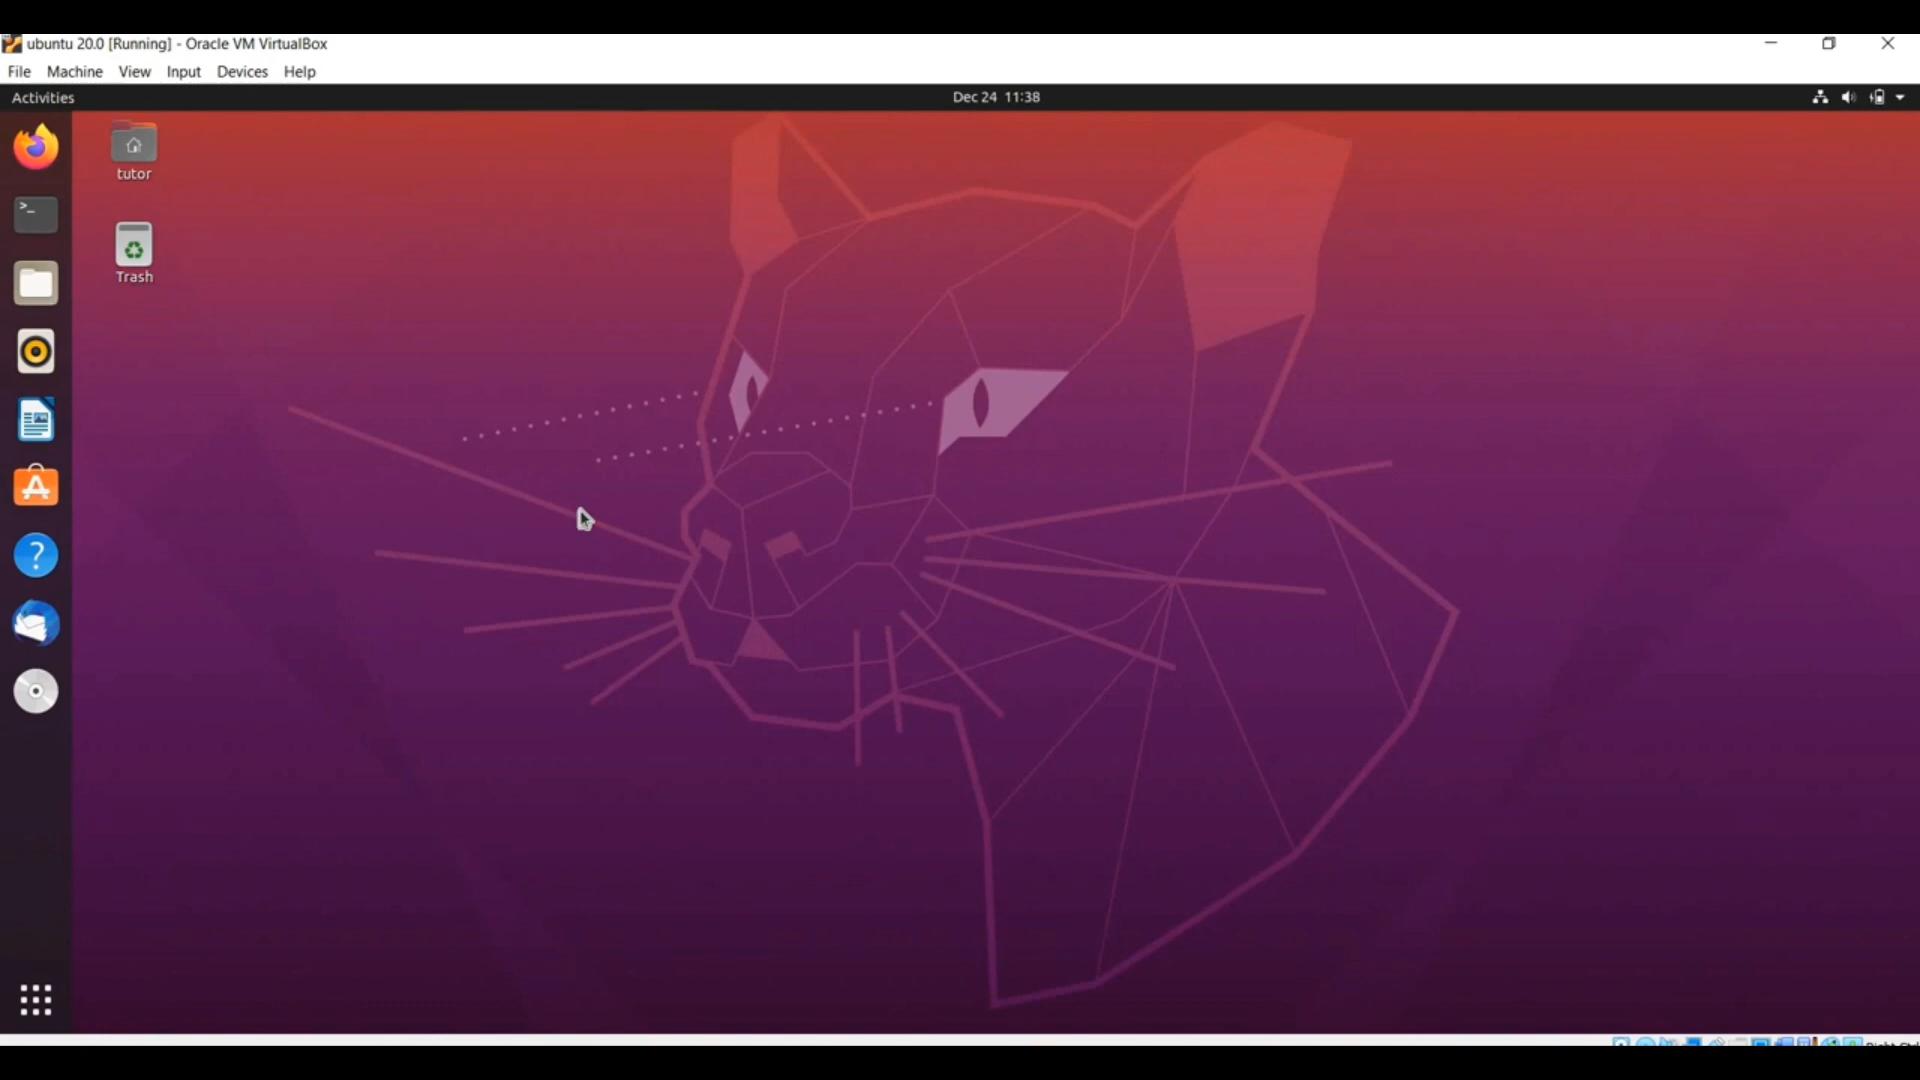 ubuntu 20.0 [Running] - Oracle VM VirtualBox
File Machine View Input Devices Help
Activities
Dec 24 11:38
tutor
Trash